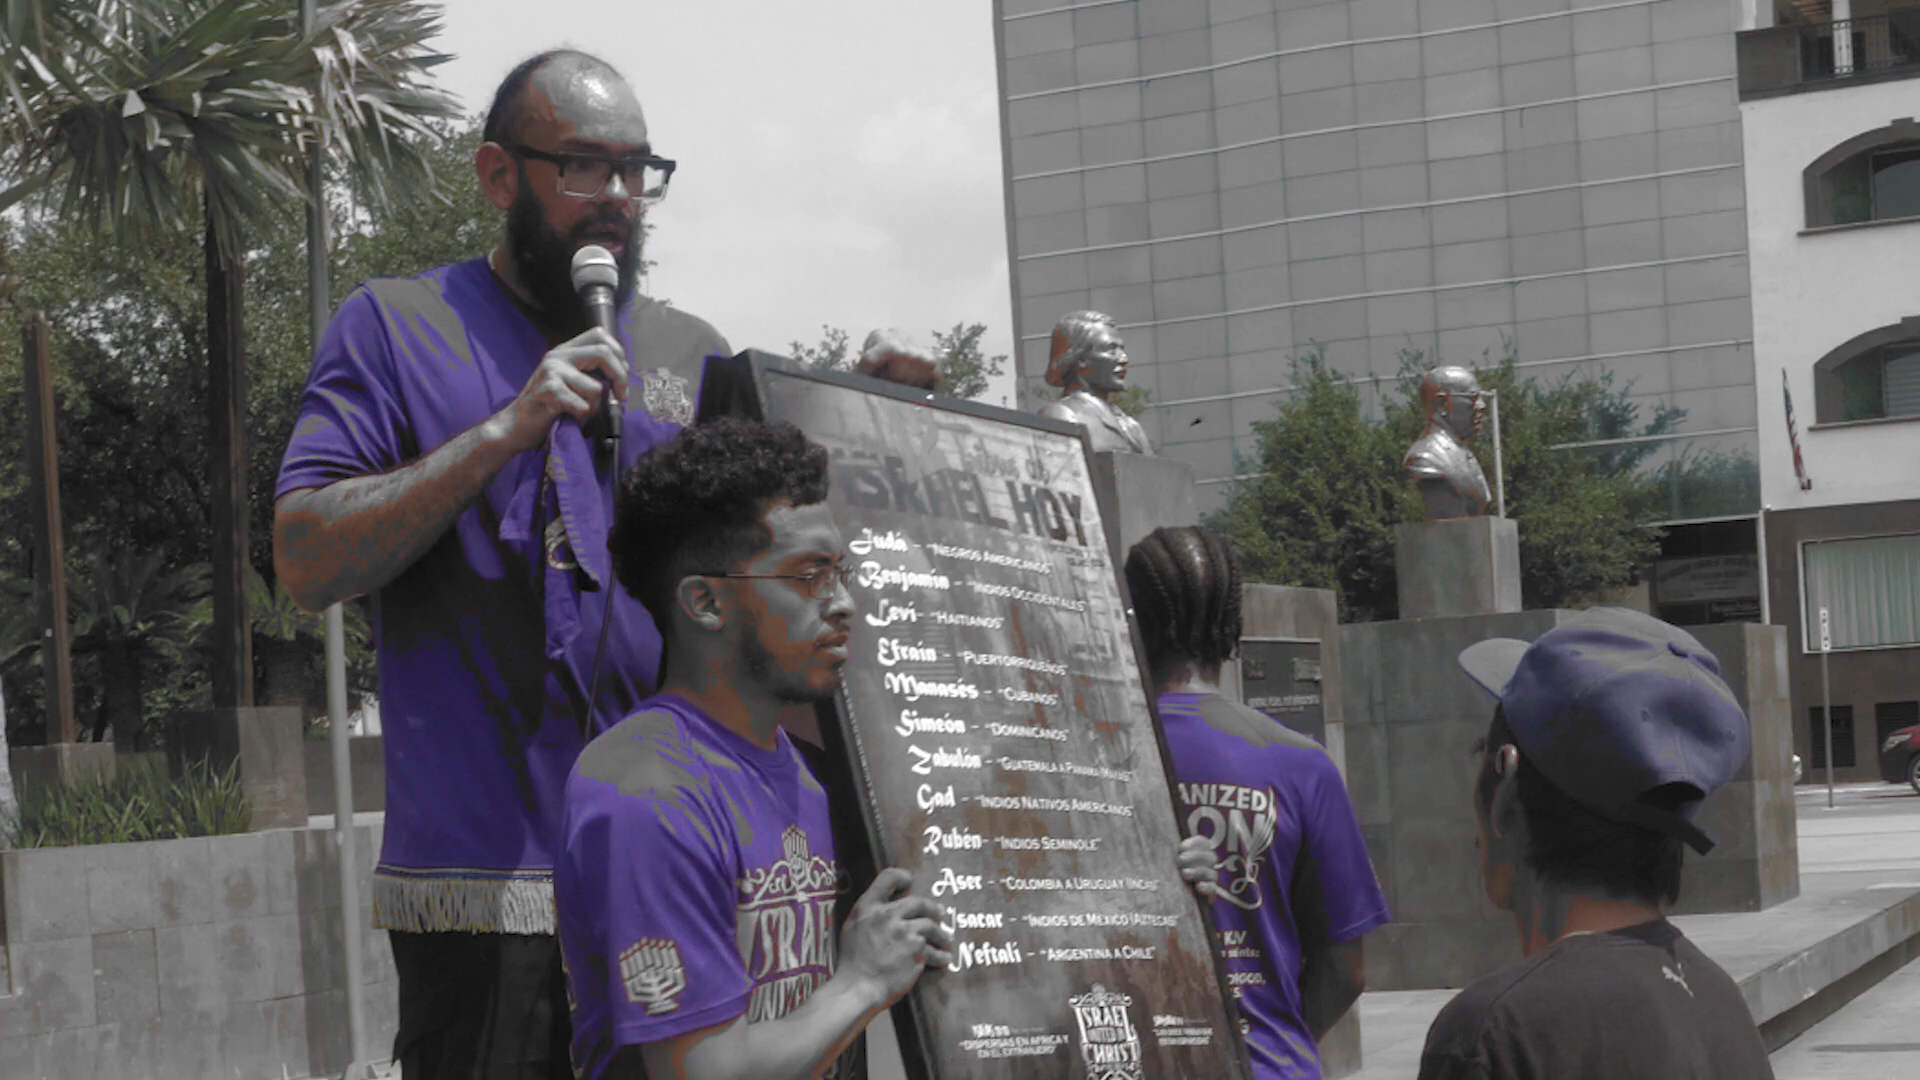 ISRAEL HOY
Judá - "NEGROS AMERICANOS"
Benjamín - "INDIOS OCCIDENTALES"
Leví - "HAITIANOS"
Efraín - "PUERTORRIQUEÑOS"
Manasés - "CUBANOS"
Simeón - "DOMINICANOS"
Zabulón - "GUATEMALA A PANAMÁ (MAYAS)"
Gad - "INDIOS NATIVOS AMERICANOS"
Rubén - "INDIOS SEMINOLE"
Aser - "COLOMBIA A URUGUAY (INCAS)"
Isacar - "INDIOS DE MEXICO (AZTECAS)"
Neftalí - "ARGENTINA A CHILE"
"DISPERSAS EN AFRICA Y
EN EL EXTRANJERO"
ISRAEL
UNITED IN
CHRIST
ISRAEL
UNITED IN
ANIZED
ON